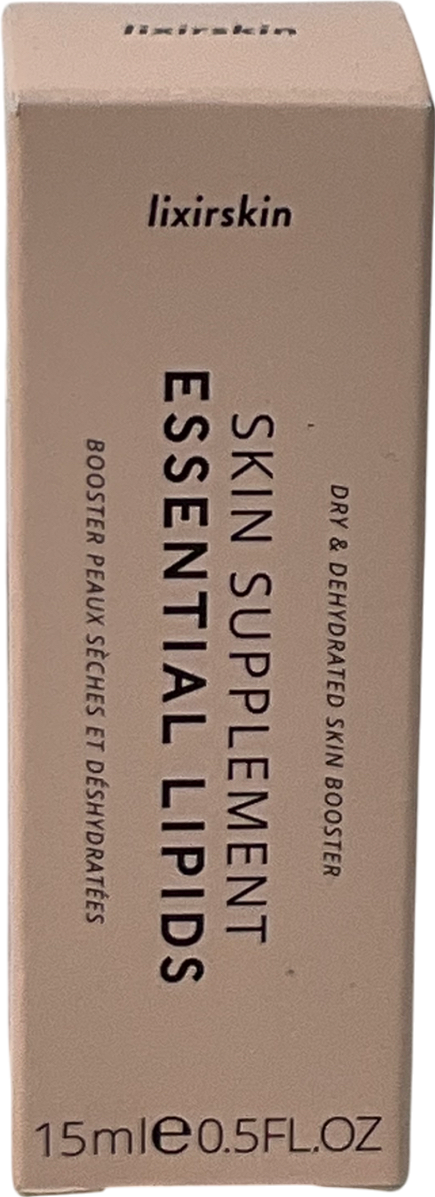 lixirskin
lixirskin
DRY & DEHYDRATED SKIN BOOSTER
SKIN SUPPLEMENT
ESSENTIAL LIPIDS
BOOSTER PEAUX SÈCHES ET DÉSHYDRATÉES
15ml℮0.5FL.OZ